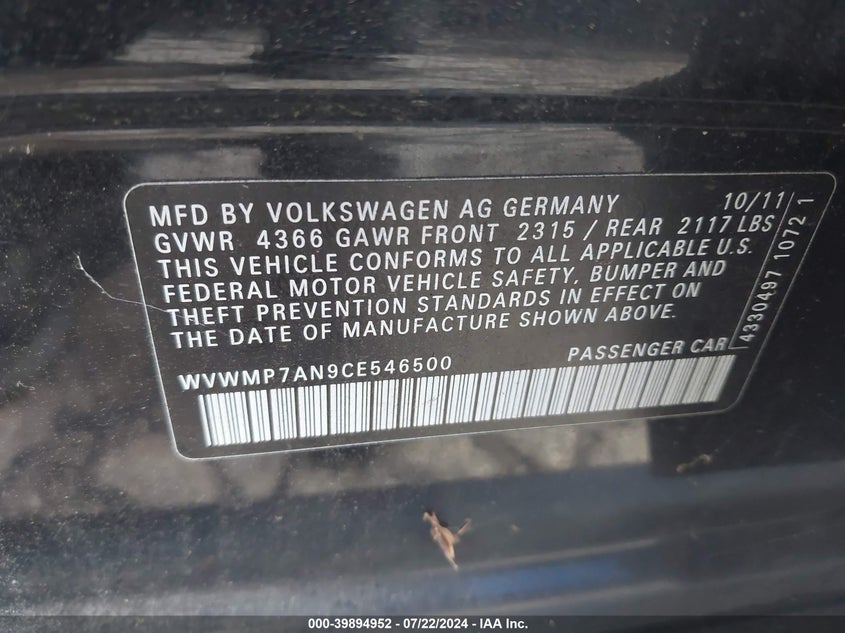 MFD BY VOLKSWAGEN AG GERMANY 10/11
GVWR 4366 GAWR FRONT 2315 / REAR 2117 LBS
THIS VEHICLE CONFORMS TO ALL APPLICABLE U.S.
FEDERAL MOTOR VEHICLE SAFETY, BUMPER AND
THEFT PREVENTION STANDARDS IN EFFECT ON
THE DATE OF MANUFACTURE SHOWN ABOVE.
WVWMP7AN9CE546500 PASSENGER CAR
4330497 1072 1
000-39894952 / 07/22/2024 - IAA Inc.